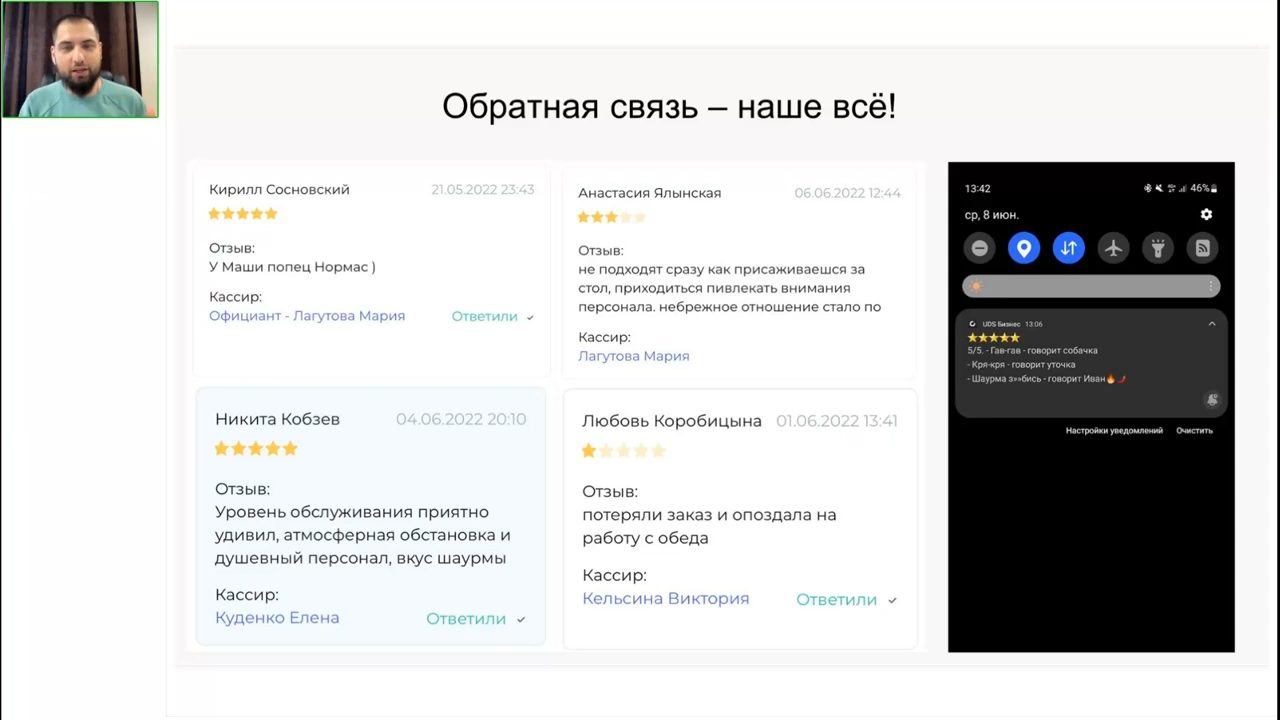 Обратная связь – наше всё!
Кирилл Сосновский 21.05.2022 23:43
Отзыв:
У Маши попец Нормас )
Кассир:
Официант - Лагутова Мария Ответили
Анастасия Ялынская 06.06.2022 12:44
Отзыв:
не подходят сразу как присаживаешся за
стол, приходиться пивлекать внимания
персонала. небрежное отношение стало по
Кассир:
Лагутова Мария
Никита Кобзев 04.06.2022 20:10
Отзыв:
Уровень обслуживания приятно
удивил, атмосферная обстановка и
душевный персонал, вкус шаурмы
Кассир:
Куденко Елена Ответили
Любовь Коробицына 01.06.2022 13:41
Отзыв:
потеряли заказ и опоздала на
работу с обеда
Кассир:
Кельсина Виктория Ответили
13:42 46%
ср, 8 июн.
UDS Бизнес 13:06
5/5. - Гав-гав - говорит собачка
- Кря-кря - говорит уточка
- Шаурма з»»бись - говорит Иван
Настройки уведомлений Очистить